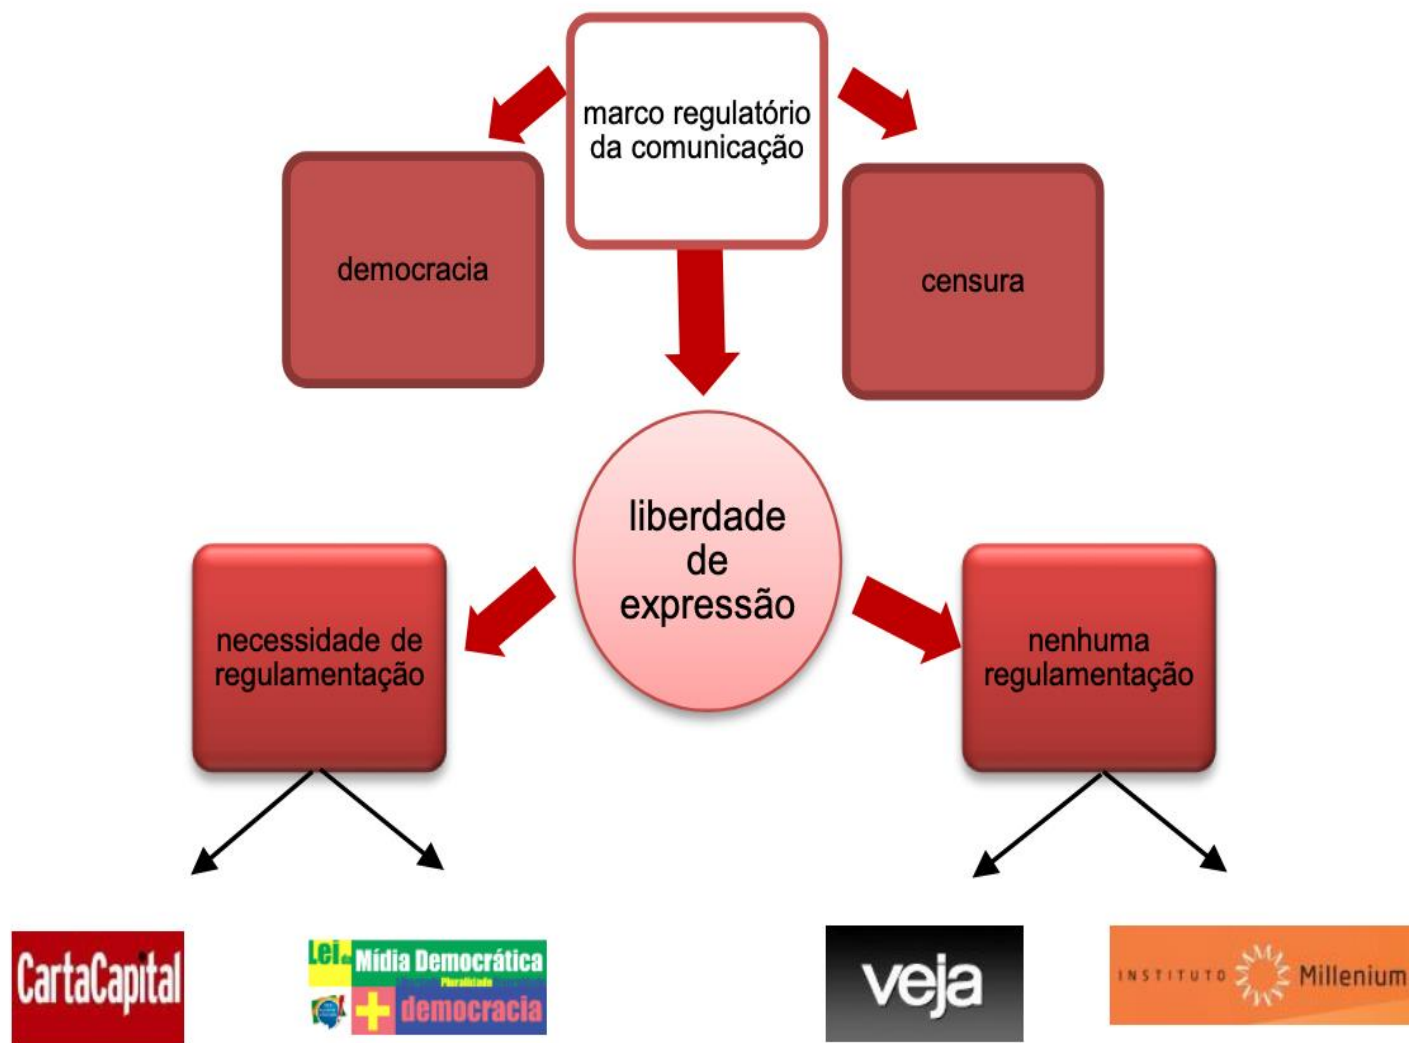 marco regulatório
da comunicação
democracia
censura
liberdade
de
expressão
necessidade de
regulamentação
nenhuma
regulamentação
CartaCapital
Lei da
Mídia Democrática
Pluralidade
+ democracia
veja
INSTITUTO Millenium